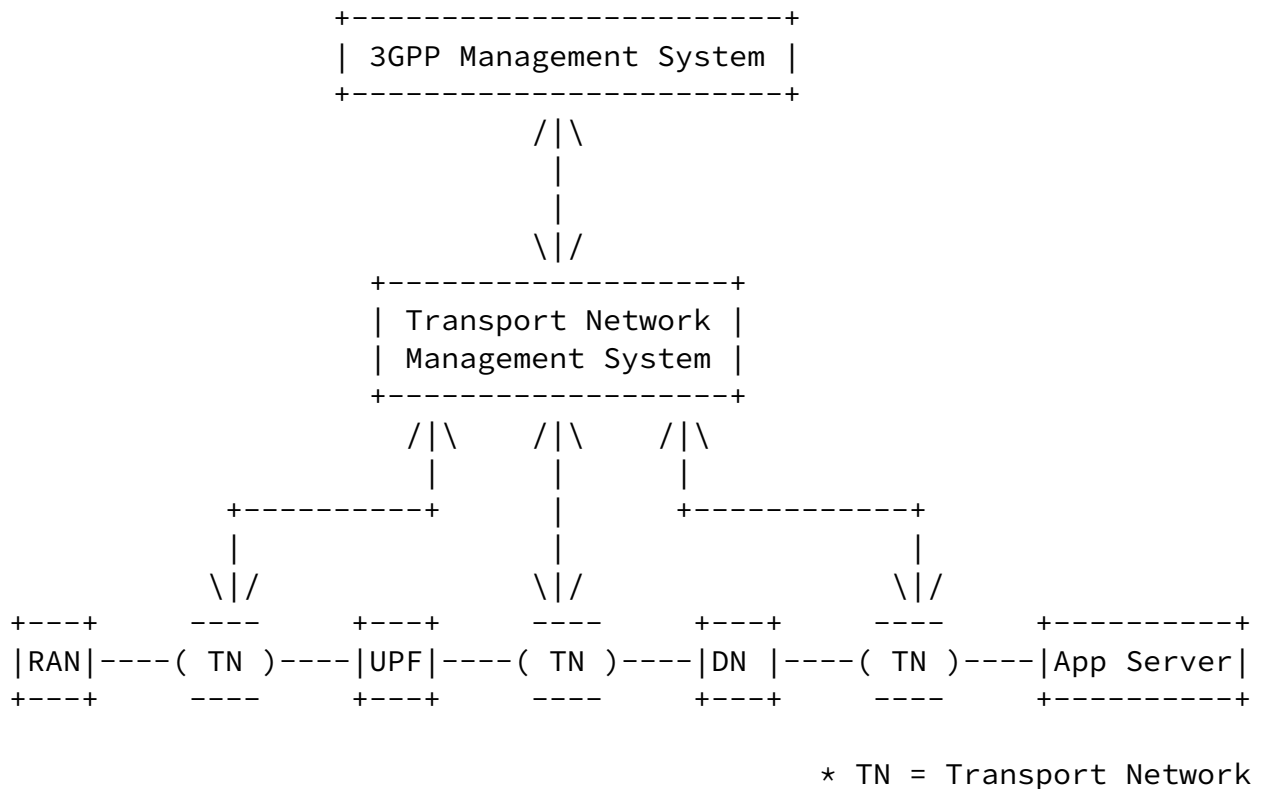 3GPP Management System
Transport Network
Management System
RAN TN UPF TN DN TN App Server
* TN = Transport Network